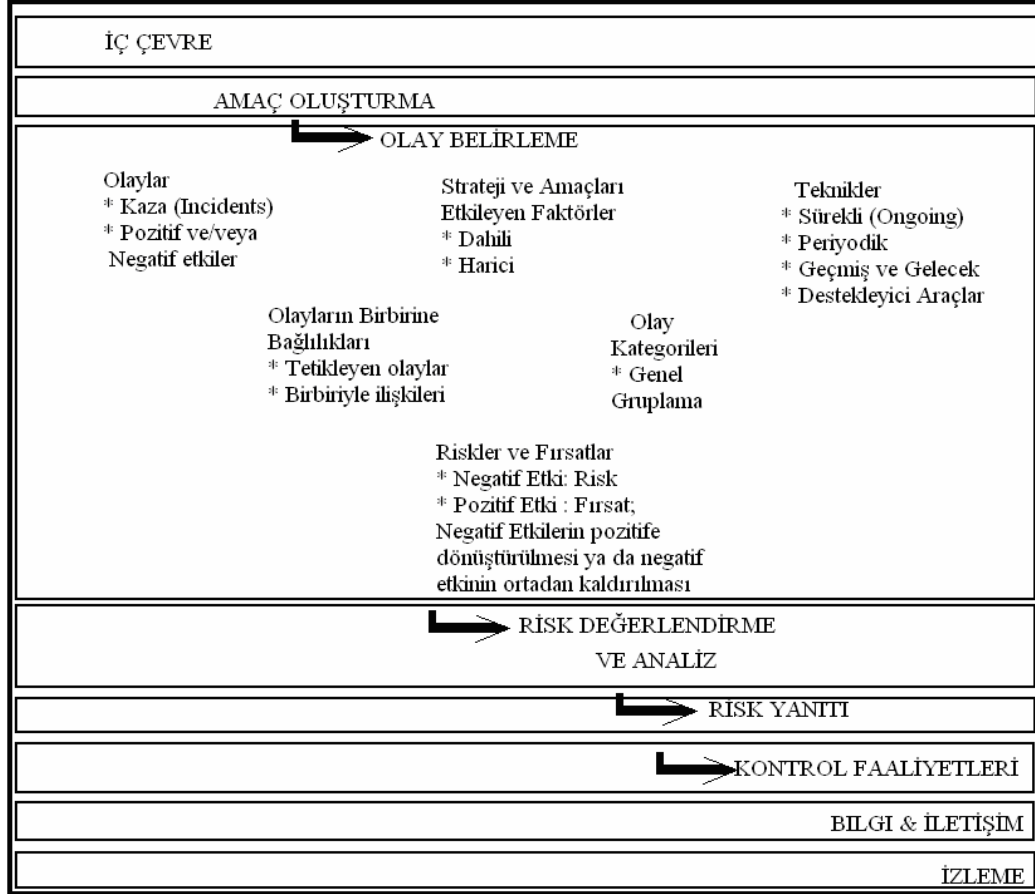 İÇ ÇEVRE
AMAÇ OLUŞTURMA
OLAY BELİRLEME
Olaylar
* Kaza (Incidents)
* Pozitif ve/veya
Negatif etkiler
Strateji ve Amaçları
Etkileyen Faktörler
* Dahili
* Harici
Teknikler
* Sürekli (Ongoing)
* Periyodik
* Geçmiş ve Gelecek
* Destekleyici Araçlar
Olayların Birbirine
Bağlılıkları
* Tetikleyen olaylar
* Birbiriyle ilişkileri
Olay
Kategorileri
* Genel
Gruplama
Riskler ve Fırsatlar
* Negatif Etki: Risk
* Pozitif Etki : Fırsat;
Negatif Etkilerin pozitife
dönüştürülmesi ya da negatif
etkinin ortadan kaldırılması
RİSK DEĞERLENDİRME
VE ANALİZ
RİSK YANITI
KONTROL FAALİYETLERİ
BILGI & İLETİŞİM
İZLEME